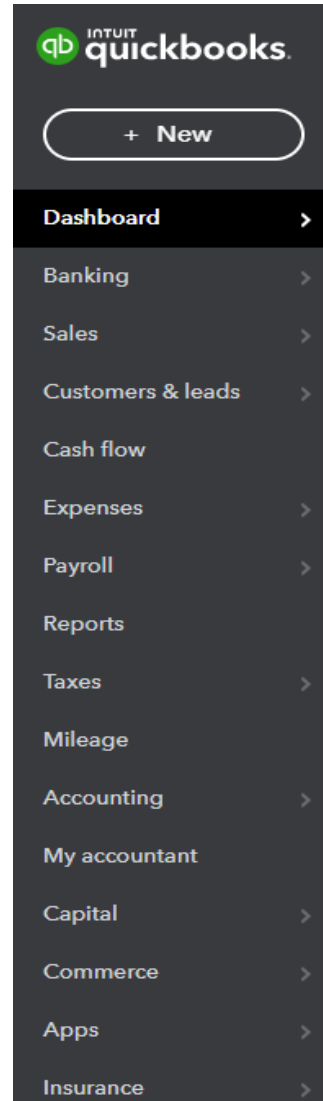 INTUIT
quickbooks.
+ New
Dashboard
Banking
Sales
Customers & leads
Cash flow
Expenses
Payroll
Reports
Taxes
Mileage
Accounting
My accountant
Capital
Commerce
Apps
Insurance